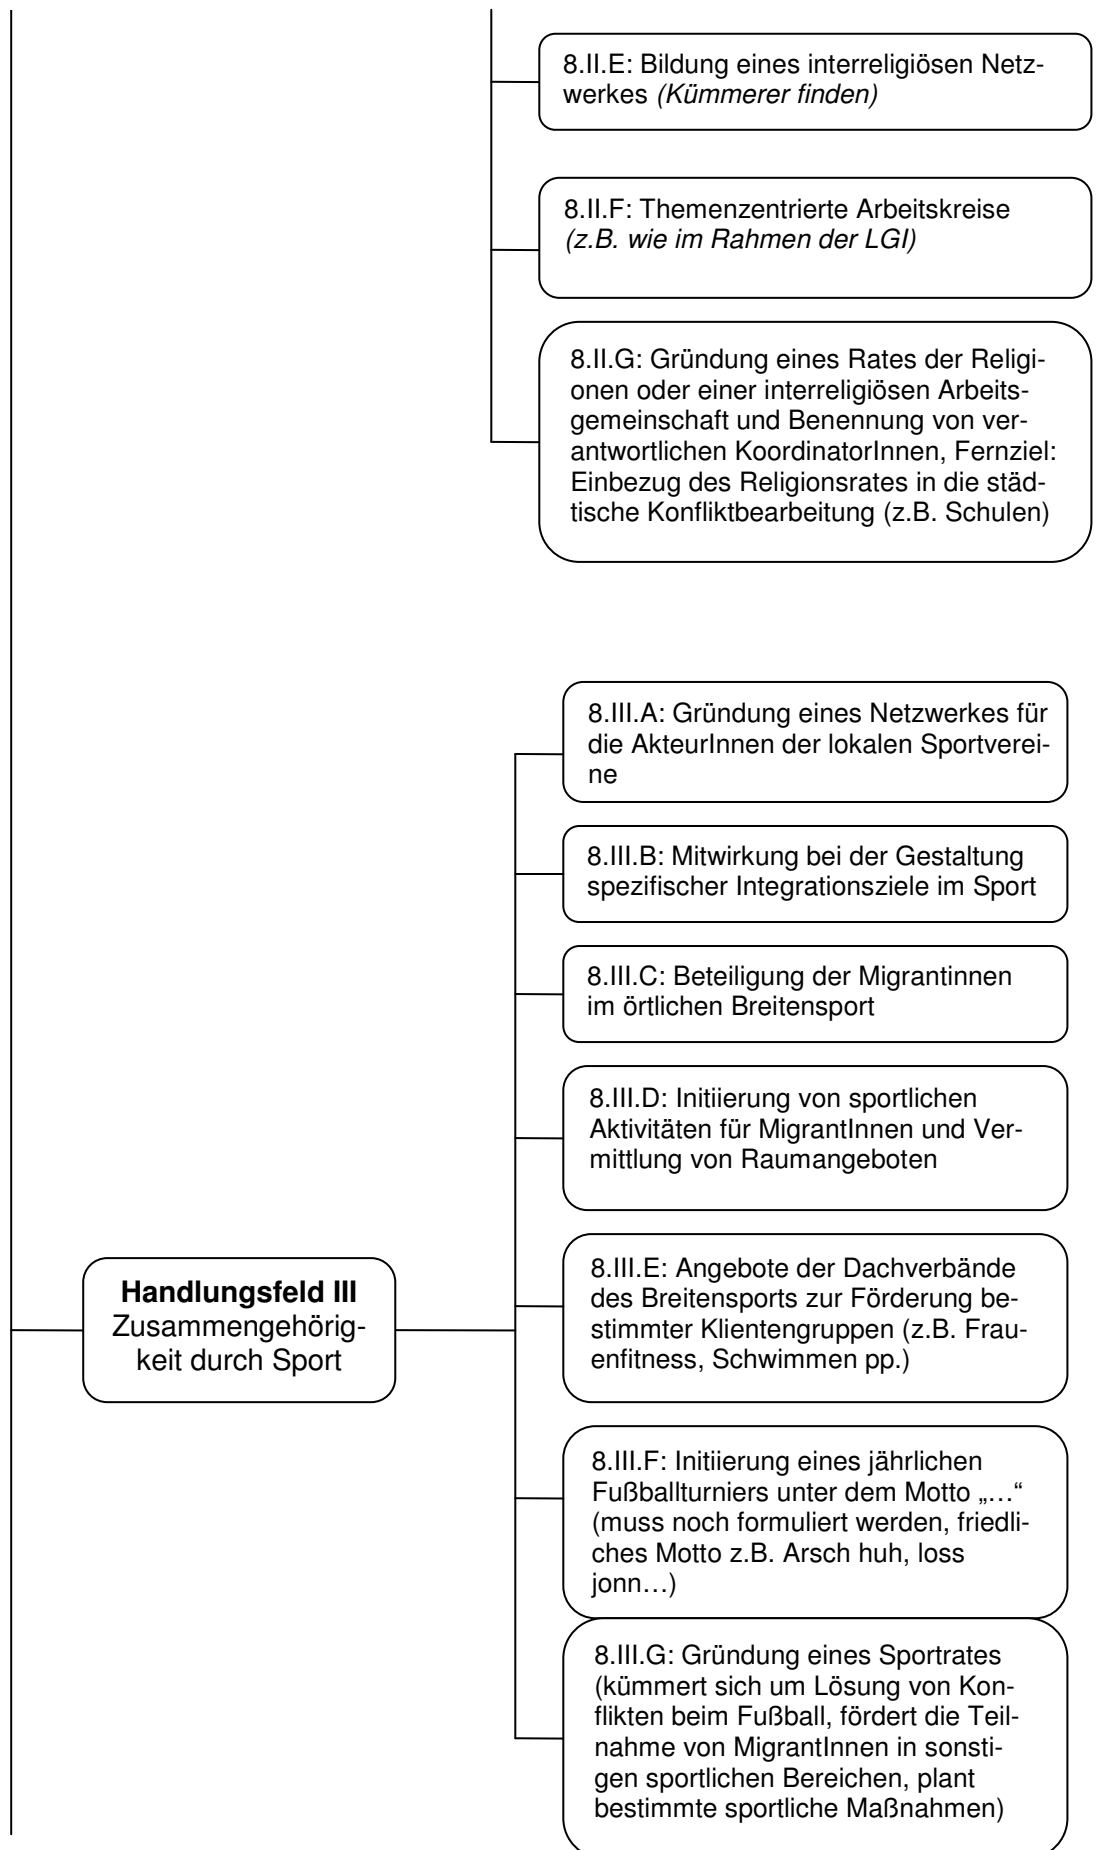 8.II.E: Bildung eines interreligiösen Netz-
werkes (Kümmerer finden)
8.II.F: Themenzentrierte Arbeitskreise
(z.B. wie im Rahmen der LGI)
8.II.G: Gründung eines Rates der Religi-
onen oder einer interreligiösen Arbeits-
gemeinschaft und Benennung von ver-
antwortlichen KoordinatorInnen, Fernziel:
Einbezug des Religionsrates in die städ-
tische Konfliktbearbeitung (z.B. Schulen)
8.III.A: Gründung eines Netzwerkes für
die AkteurInnen der lokalen Sportverei-
ne
8.III.B: Mitwirkung bei der Gestaltung
spezifischer Integrationsziele im Sport
8.III.C: Beteiligung der Migrantinnen
im örtlichen Breitensport
8.III.D: Initiierung von sportlichen
Aktivitäten für MigrantInnen und Ver-
mittlung von Raumangeboten
Handlungsfeld III
Zusammengehörig-
keit durch Sport
8.III.E: Angebote der Dachverbände
des Breitensports zur Förderung be-
stimmter Klientengruppen (z.B. Frau-
enfitness, Schwimmen pp.)
8.III.F: Initiierung eines jährlichen
Fußballturniers unter dem Motto „…“
(muss noch formuliert werden, friedli-
ches Motto z.B. Arsch huh, loss
jonn…)
8.III.G: Gründung eines Sportrates
(kümmert sich um Lösung von Kon-
flikten beim Fußball, fördert die Teil-
nahme von MigrantInnen in sonsti-
gen sportlichen Bereichen, plant
bestimmte sportliche Maßnahmen)